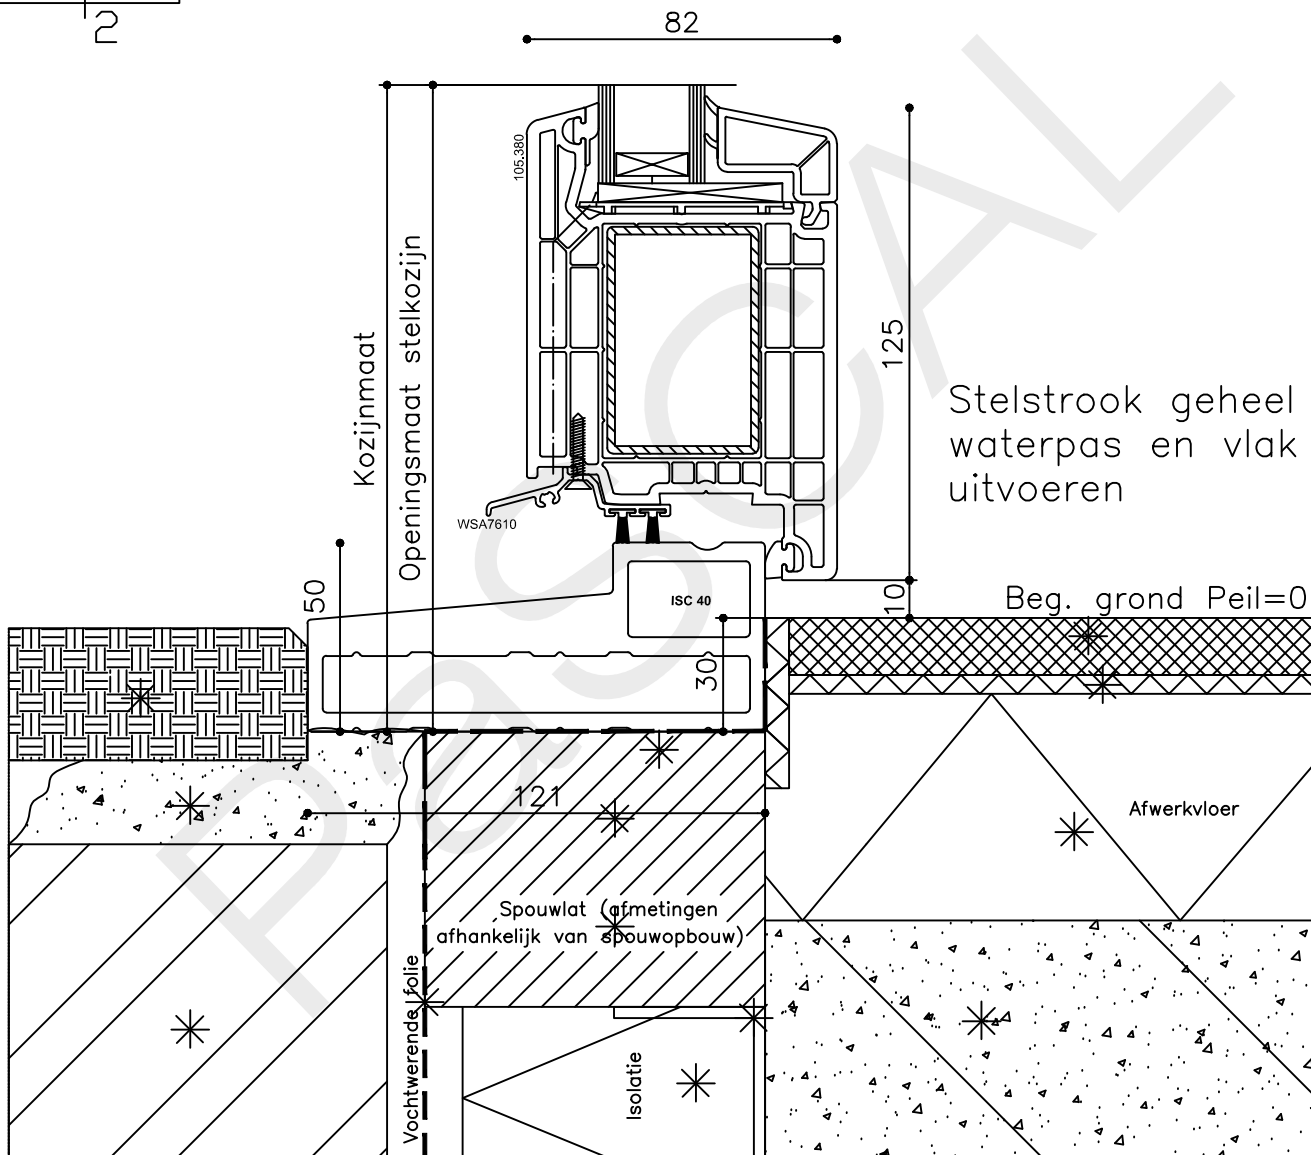 2
82
105.380
Kozijnmaat
Openingsmaat stelkozijn
125
Stelstrook geheel
waterpas en vlak
uitvoeren
WSA7610
50
ISC 40
10
Beg. grond Peil=0
30
121
Afwerkvloer
Spouwlat (afmetingen
afhankelijk van spouwopbouw)
Vochtwerende folie
Isolatie
PaSCAL